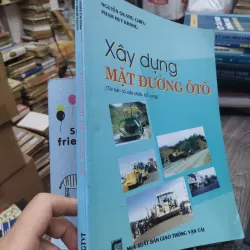 NGUYỄN QUANG CHIÊU
PHẠM HUY KHANG
Xây dựng
MẶT ĐƯỜNG ÔTÔ
(Tái bản có sửa chữa, bổ sung)
NHÀ XUẤT BẢN GIAO THÔNG VẬN TẢI
frie